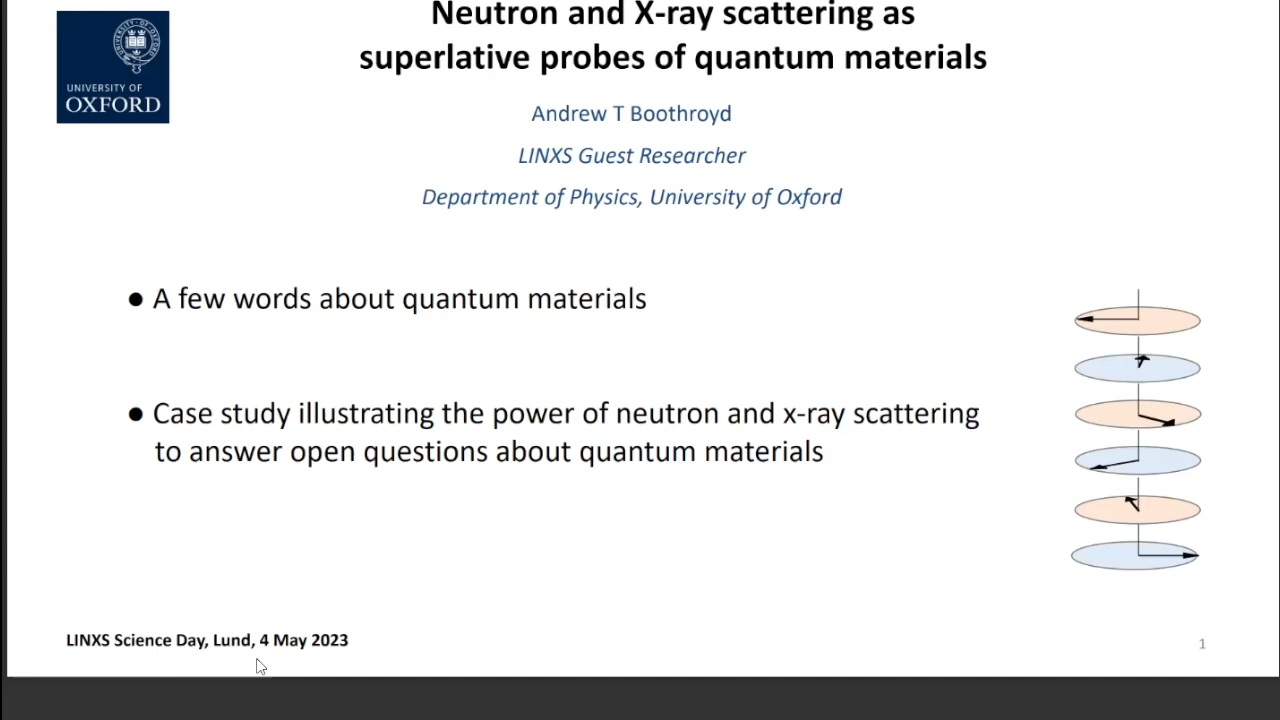 Neutron and X-ray scattering as
superlative probes of quantum materials
UNIVERSITY OF
OXFORD
Andrew T Boothroyd
LINXS Guest Researcher
Department of Physics, University of Oxford
● A few words about quantum materials
● Case study illustrating the power of neutron and x-ray scattering
to answer open questions about quantum materials
LINXS Science Day, Lund, 4 May 2023
1